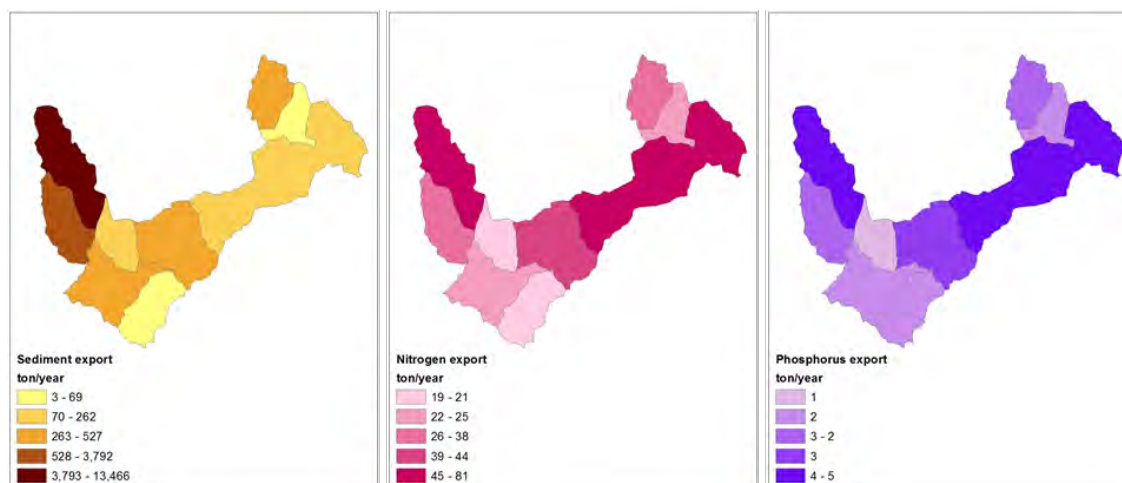 Sediment export
ton/year
3 - 69
70 - 262
263 - 527
528 - 3,792
3,793 - 13,466
Nitrogen export
ton/year
19 - 21
22 - 25
26 - 38
39 - 44
45 - 81
Phosphorus export
ton/year
1
2
3 - 2
3
4 - 5